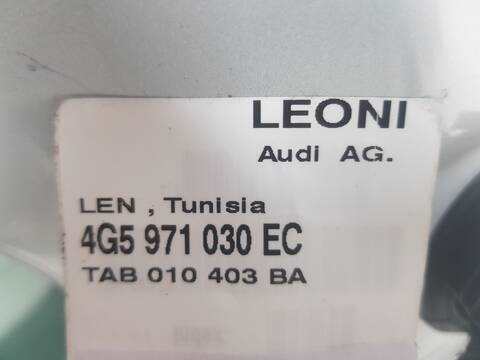 LEONI
Audi AG.
LEN , Tunisia
4G5 971 030 EC
TAB 010 403 BA